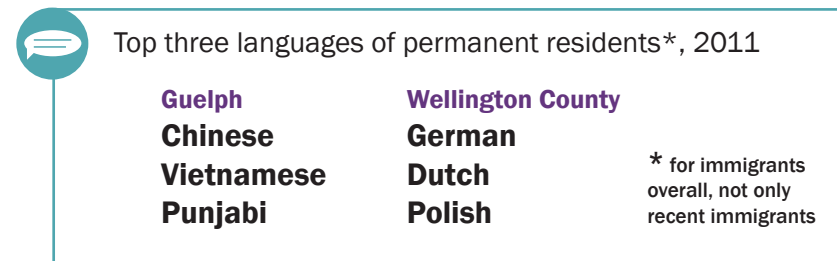 Top three languages of permanent residents*, 2011
Guelph
Chinese
Vietnamese
Punjabi
Wellington County
German
Dutch
Polish
* for immigrants
overall, not only
recent immigrants